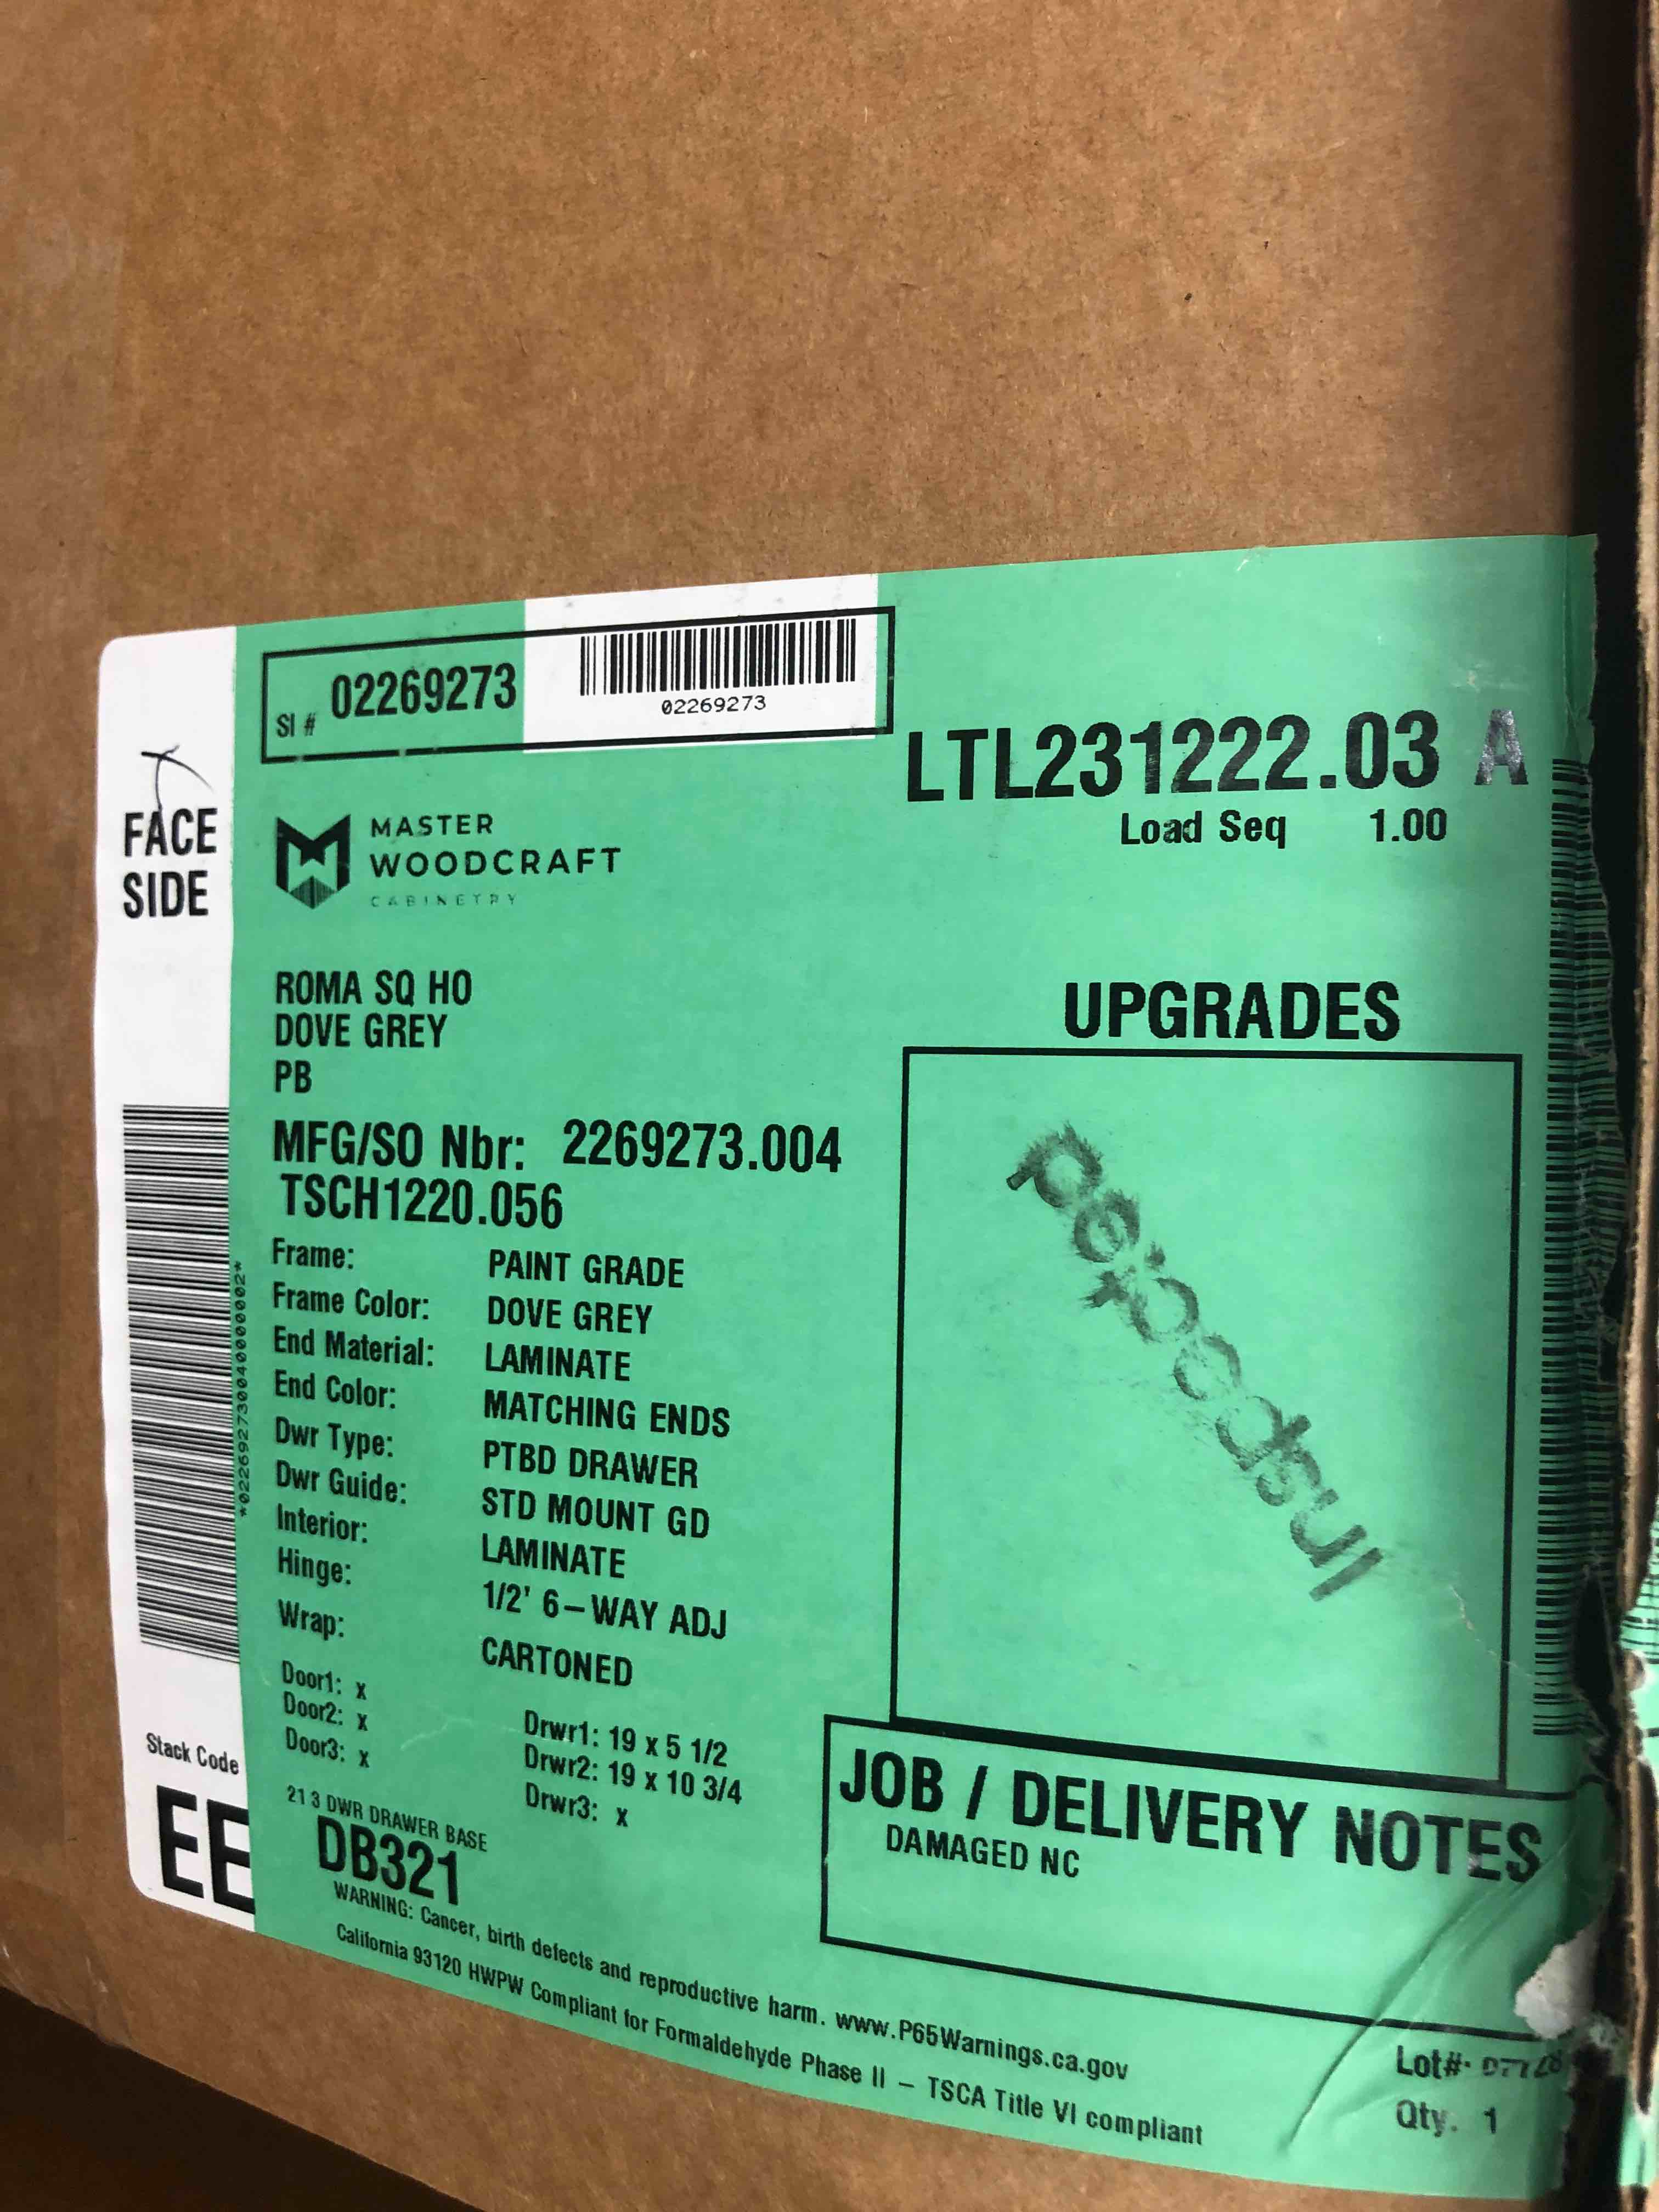 SI # 02269273
02269273
LTL231222.03 A
Load Seq 1.00
FACE
SIDE
MASTER
WOODCRAFT
CABINETRY
ROMA SQ HO
DOVE GREY
PB
UPGRADES
MFG/SO Nbr: 2269273.004
TSCH1220.056
Frame: PAINT GRADE
Frame Color: DOVE GREY
End Material: LAMINATE
End Color: MATCHING ENDS
Dwr Type: PTBD DRAWER
Dwr Guide: STD MOUNT GD
Interior: LAMINATE
Hinge: 1/2' 6-WAY ADJ
Wrap: CARTONED
Inspected
*02269273004000000002*
Door1: x
Door2: x
Door3: x
Drwr1: 19 x 5 1/2
Drwr2: 19 x 10 3/4
Drwr3: x
Stack Code
EE
21 3 DWR DRAWER BASE
DB321
JOB / DELIVERY NOTES
DAMAGED NC
WARNING: Cancer, birth defects and reproductive harm. www.P65Warnings.ca.gov
California 93120 HWPW Compliant for Formaldehyde Phase II – TSCA Title VI compliant
Lot#:
Qty. 1